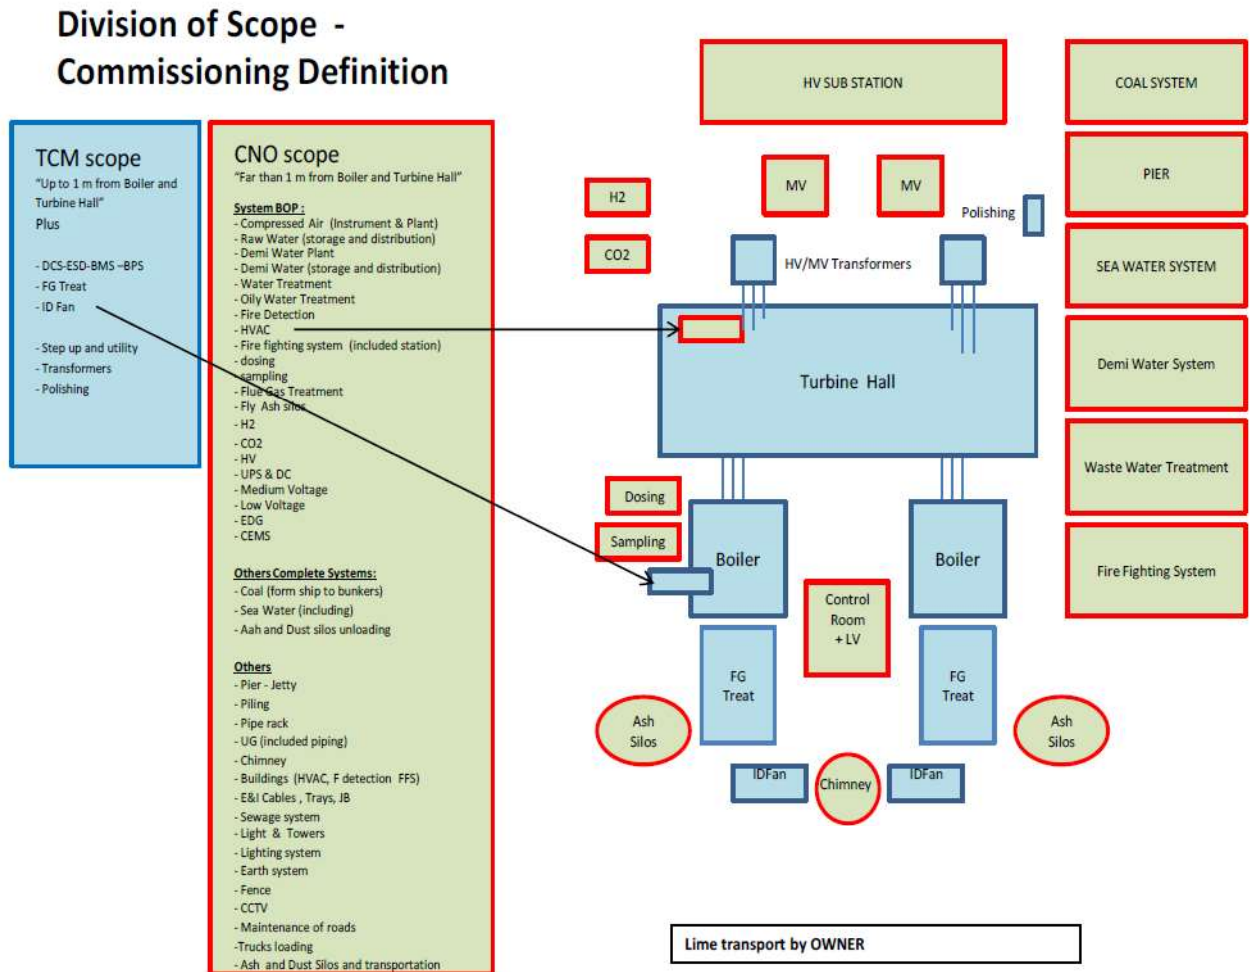 Division of Scope -
Commissioning Definition
TCM scope
"Up to 1 m from Boiler and
Turbine Hall"
Plus
- DCS-ESD-BMS –BPS
- FG Treat
- ID Fan
- Step up and utility
- Transformers
- Polishing
CNO scope
"Far than 1 m from Boiler and Turbine Hall"
System BOP :
- Compressed Air (Instrument & Plant)
- Raw Water (storage and distribution)
- Demi Water Plant
- Demi Water (storage and distribution)
- Water Treatment
- Oily Water Treatment
- Fire Detection
- HVAC
- Fire fighting system (included station)
- dosing
-sampling
- Flue Gas Treatment
- Fly Ash silos
- H2
- CO2
- HV
- UPS & DC
- Medium Voltage
- Low Voltage
- EDG
- CEMS
Others Complete Systems:
- Coal (form ship to bunkers)
- Sea Water (including)
- Aah and Dust silos unloading
Others
- Pier - Jetty
- Piling
- Pipe rack
- UG (included piping)
- Chimney
- Buildings (HVAC, F detection FFS)
- E&I Cables , Trays, JB
- Sewage system
- Light & Towers
- Lighting system
- Earth system
- Fence
- CCTV
- Maintenance of roads
-Trucks loading
- Ash and Dust Silos and transportation
HV SUB STATION
H2
MV
MV
Polishing
CO2
HV/MV Transformers
Turbine Hall
Dosing
Sampling
Boiler
Boiler
Control
Room
+ LV
FG
Treat
FG
Treat
Ash
Silos
Ash
Silos
IDFan
Chimney
IDFan
COAL SYSTEM
PIER
SEA WATER SYSTEM
Demi Water System
Waste Water Treatment
Fire Fighting System
Lime transport by OWNER